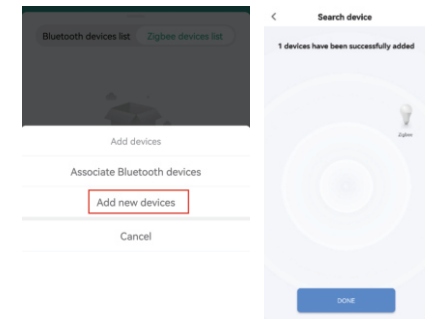 Bluetooth devices list Zigbee devices list
Add devices
Associate Bluetooth devices
Add new devices
Cancel
Search device
1 devices have been successfully added
Zigbee
DONE